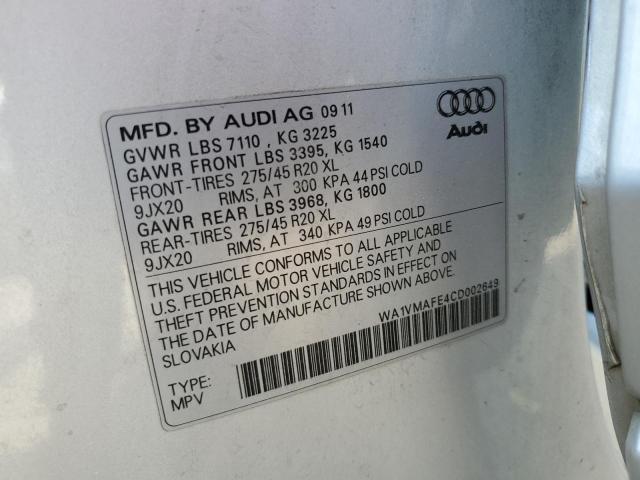 MFD. BY AUDI AG 09 11
GVWR LBS 7110 , KG 3225
GAWR FRONT LBS 3395, KG 1540
FRONT-TIRES 275/45 R20 XL
9JX20 RIMS, AT 300 KPA 44 PSI COLD
GAWR REAR LBS 3968, KG 1800
REAR-TIRES 275/45 R20 XL
9JX20 RIMS, AT 340 KPA 49 PSI COLD
THIS VEHICLE CONFORMS TO ALL APPLICABLE
U.S. FEDERAL MOTOR VEHICLE SAFETY AND
THEFT PREVENTION STANDARDS IN EFFECT ON
THE DATE OF MANUFACTURE SHOWN ABOVE.
SLOVAKIA
Audi
WA1VMAFE4CD002649
TYPE:
MPV